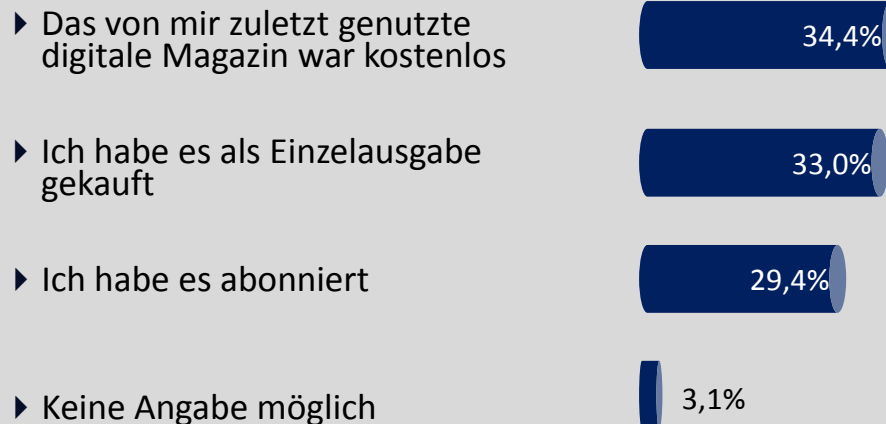 Das von mir zuletzt genutzte
digitale Magazin war kostenlos
34,4%
Ich habe es als Einzelausgabe
gekauft
33,0%
Ich habe es abonniert
29,4%
Keine Angabe möglich
3,1%